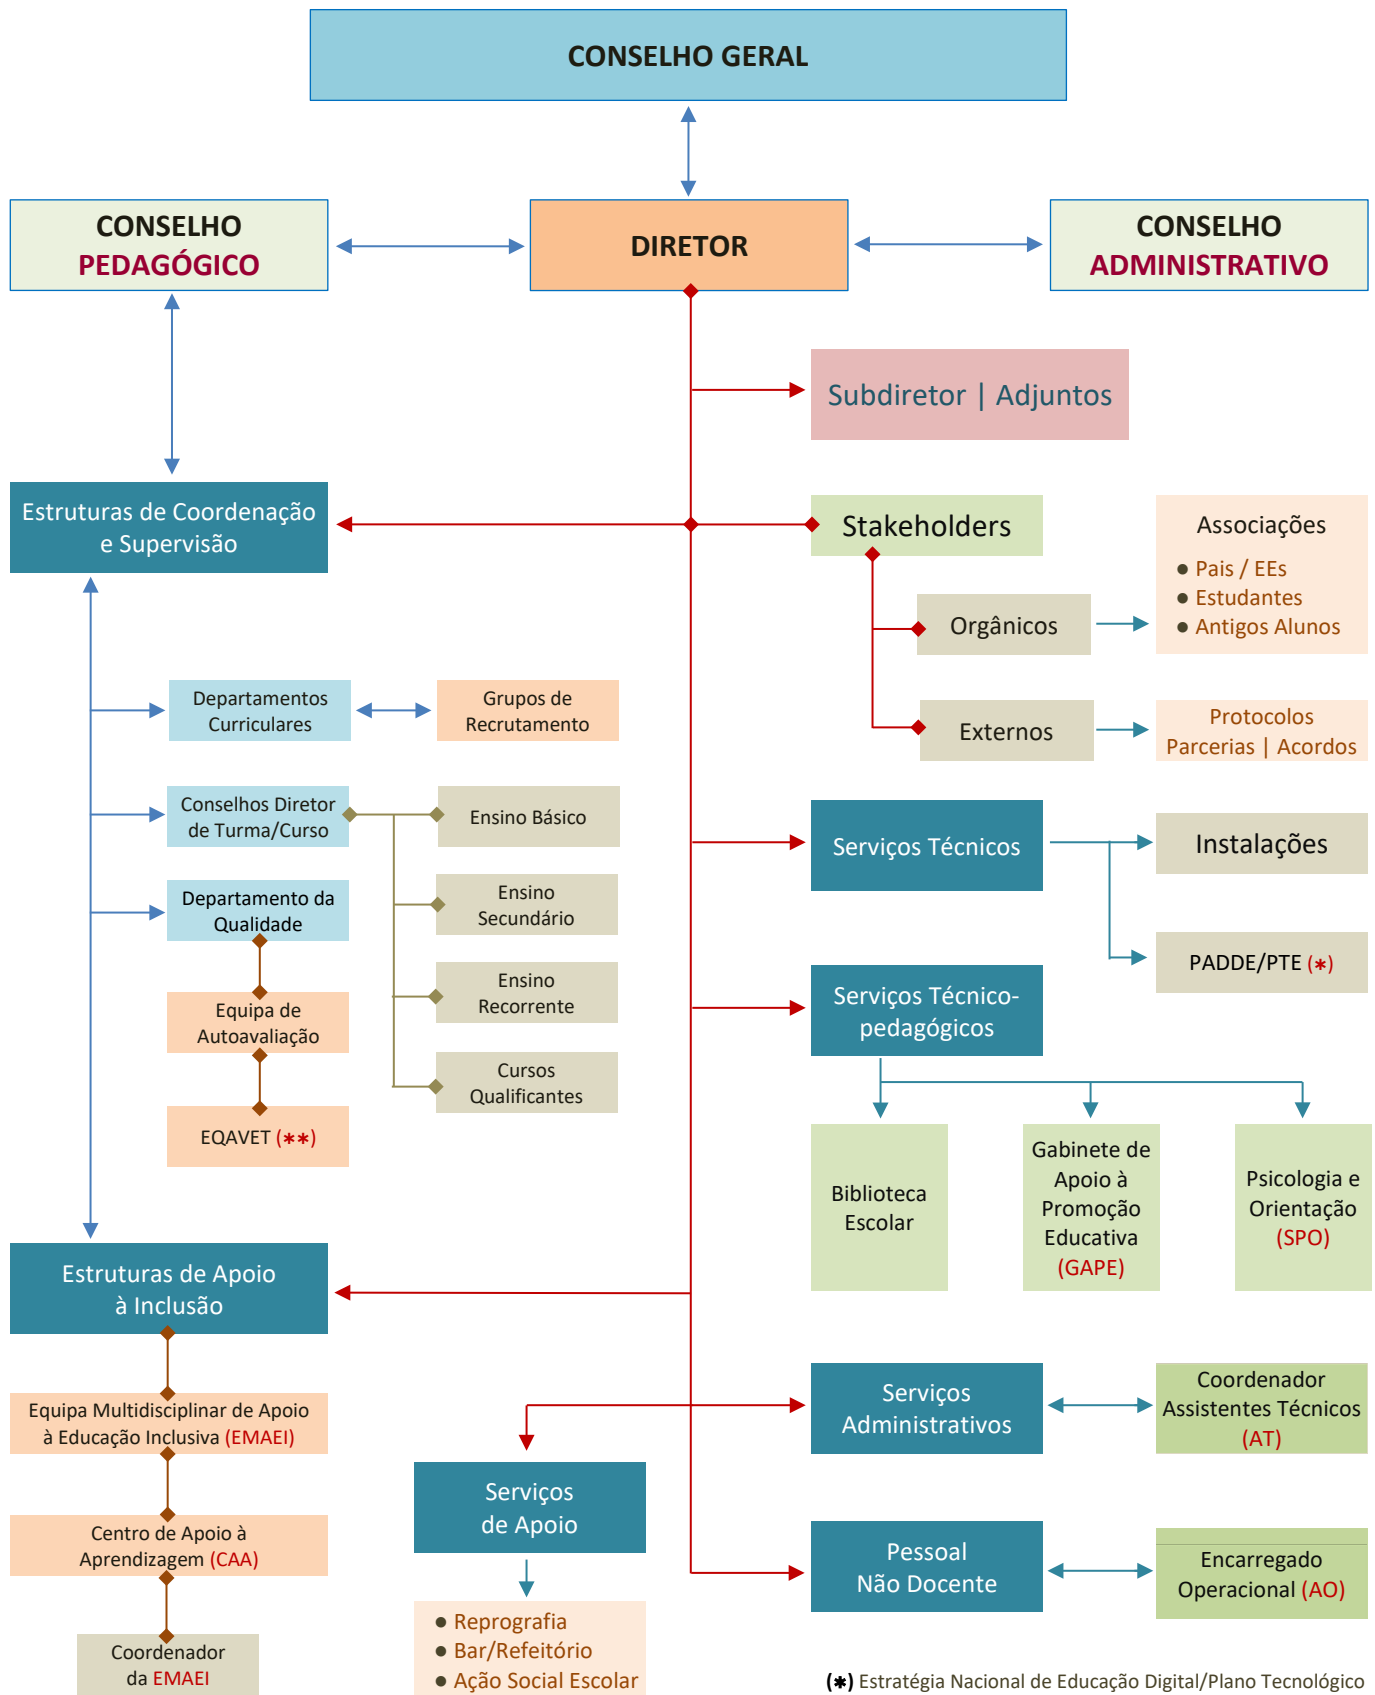 CONSELHO GERAL
CONSELHO
PEDAGÓGICO
DIRETOR
CONSELHO
ADMINISTRATIVO
Subdiretor | Adjuntos
Estruturas de Coordenação
e Supervisão
Stakeholders
Associações
● Pais / EEs
● Estudantes
● Antigos Alunos
Orgânicos
Departamentos
Curriculares
Grupos de
Recrutamento
Externos
Protocolos
Parcerias | Acordos
Conselhos Diretor
de Turma/Curso
Ensino Básico
Serviços Técnicos
Instalações
Departamento da
Qualidade
Ensino
Secundário
PADDE/PTE (*)
Equipa de
Autoavaliação
Ensino
Recorrente
Serviços Técnico-
pedagógicos
Cursos
Qualificantes
EQAVET (**)
Biblioteca
Escolar
Gabinete de
Apoio à
Promoção
Educativa
(GAPE)
Psicologia e
Orientação
(SPO)
Estruturas de Apoio
à Inclusão
Equipa Multidisciplinar de Apoio
à Educação Inclusiva (EMAEI)
Serviços
Administrativos
Coordenador
Assistentes Técnicos
(AT)
Serviços
de Apoio
Centro de Apoio à
Aprendizagem (CAA)
Pessoal
Não Docente
Encarregado
Operacional (AO)
● Reprografia
● Bar/Refeitório
● Ação Social Escolar
Coordenador
da EMAEI
(*) Estratégia Nacional de Educação Digital/Plano Tecnológico